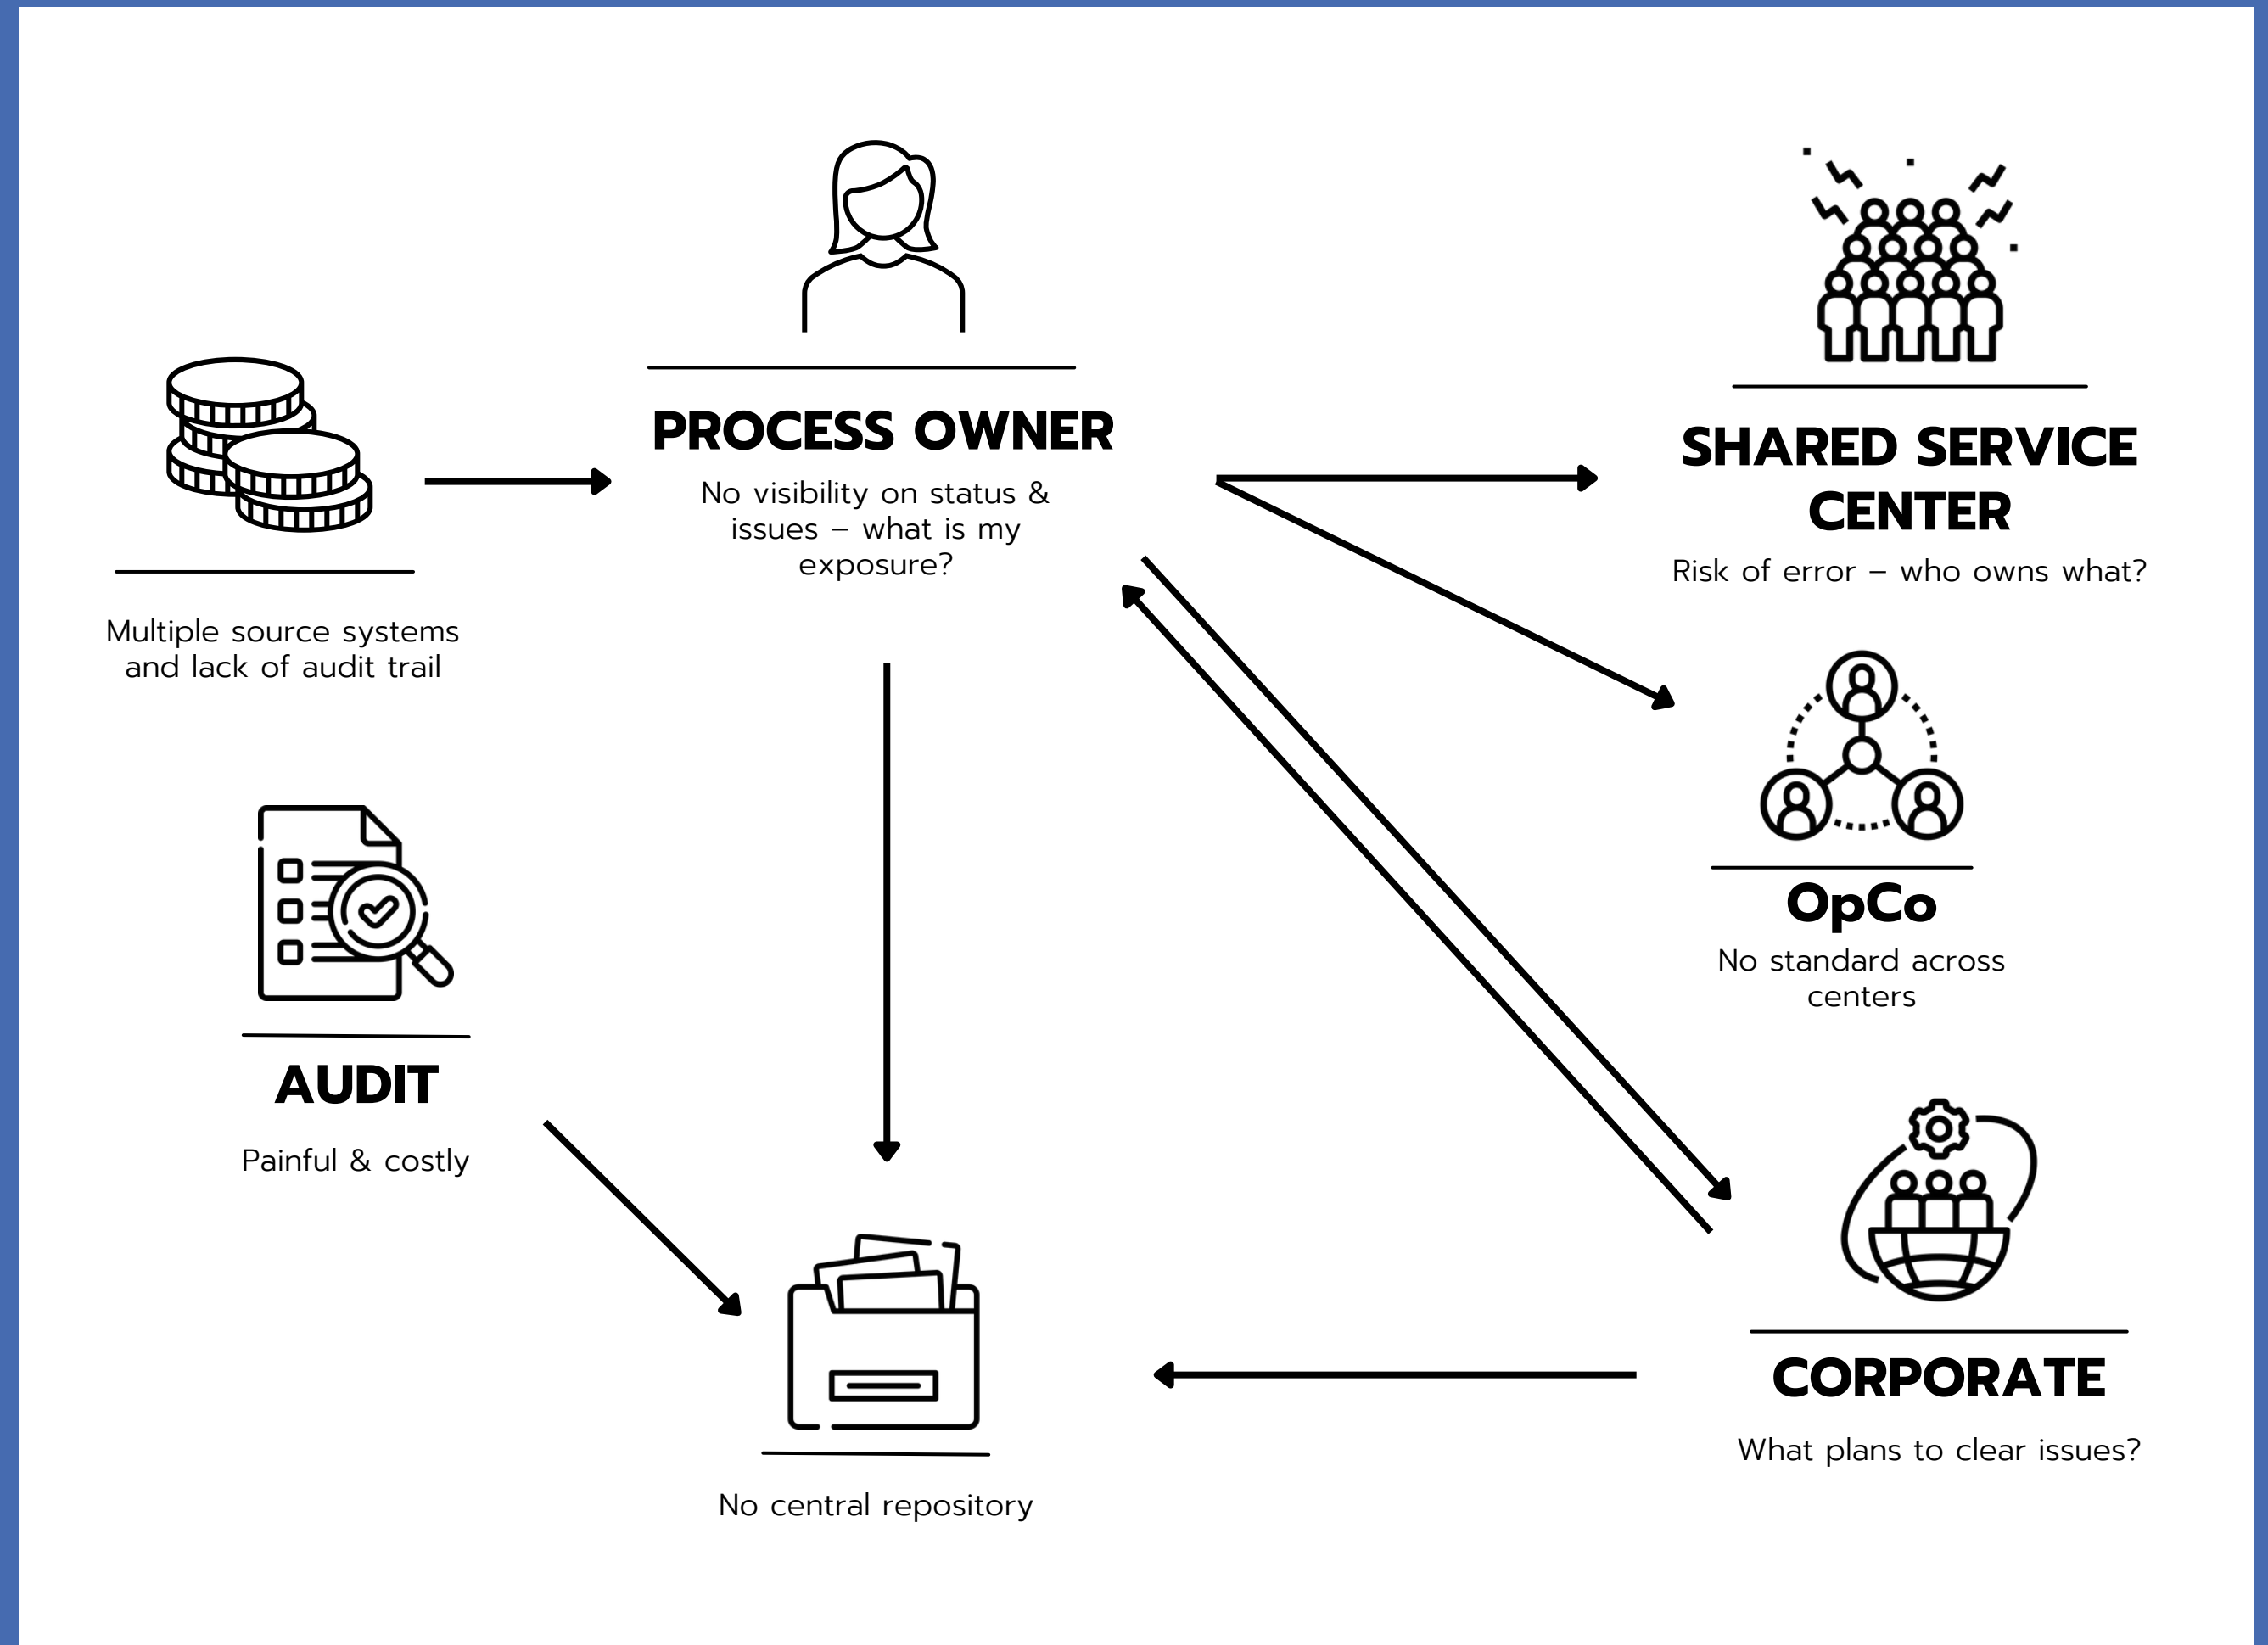 PROCESS OWNER
No visibility on status &
issues – what is my
exposure?
SHARED SERVICE
CENTER
Risk of error – who owns what?
Multiple source systems
and lack of audit trail
OpCo
No standard across
centers
AUDIT
Painful & costly
CORPORATE
What plans to clear issues?
No central repository